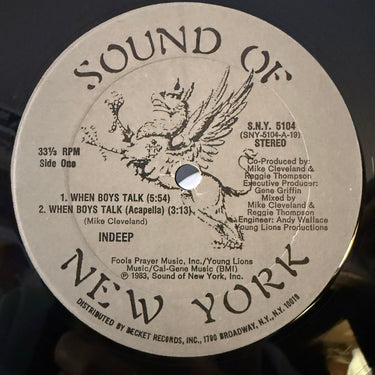 SOUND OF
S.N.Y. 5104
(SNY-5104-A-19)
STEREO
33⅓ RPM
Side One
Co-Produced by:
Mike Cleveland &
Reggie Thompson
Executive Producer:
Gene Griffin
Mixed by
Mike Cleveland &
Reggie Thompson
Engineer: Andy Wallace
Young Lions Productions
1. WHEN BOYS TALK (5:54)
2. WHEN BOYS TALK (Acapella) (3:13)
(Mike Cleveland)
INDEEP
Fools Prayer Music, Inc./Young Lions
Music/Cal-Gene Music (BMI)
℗ 1983, Sound of New York, Inc.
NEW YORK
DISTRIBUTED BY BECKET RECORDS, INC., 1790 BROADWAY, N.Y., N.Y. 10019